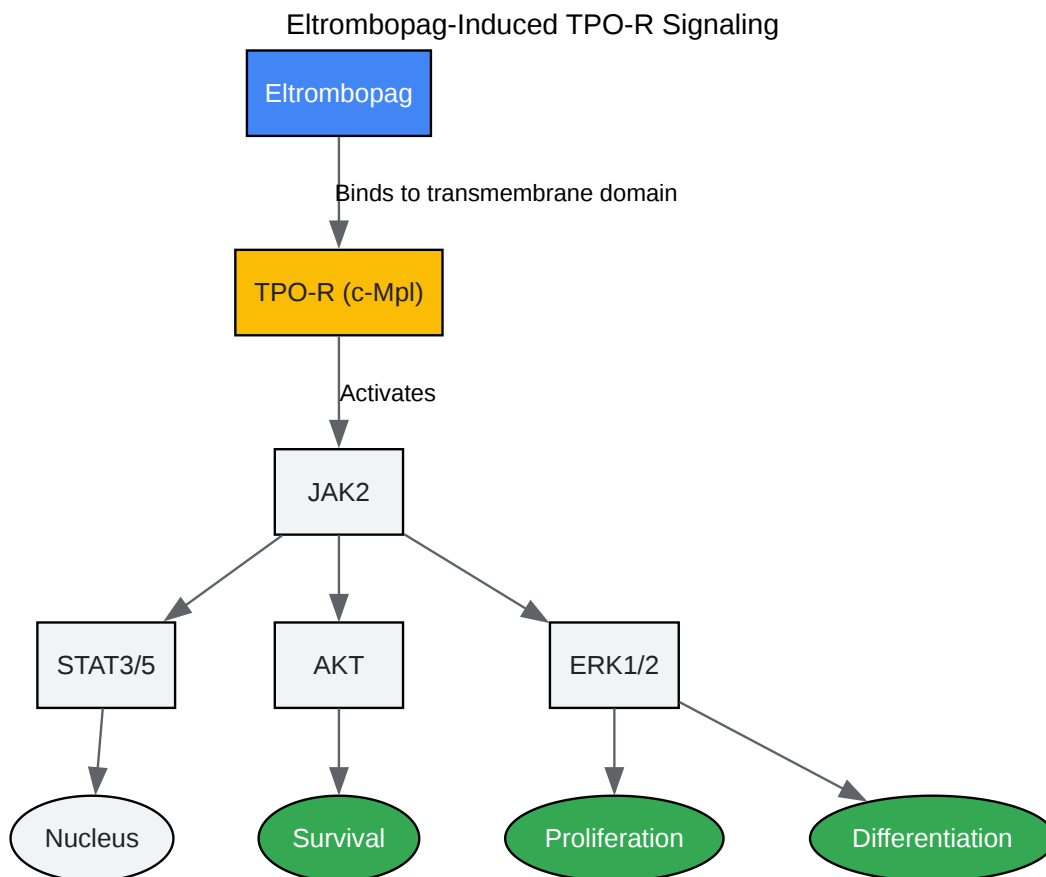 Eltrombopag-Induced TPO-R Signaling
Eltrombopag
Binds to transmembrane domain
TPO-R (c-Mpl)
Activates
JAK2
STAT3/5
AKT
ERK1/2
Nucleus
Survival
Proliferation
Differentiation